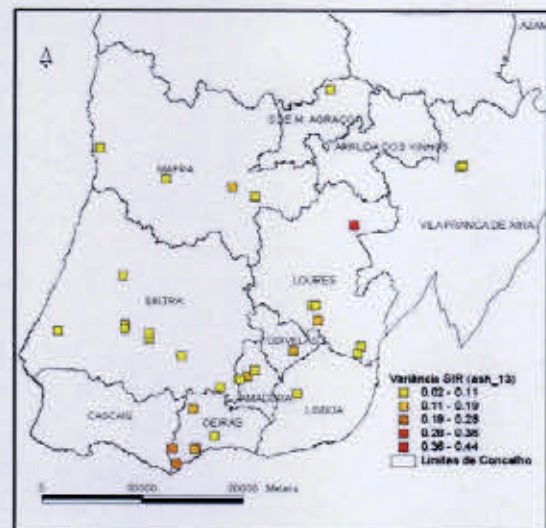 AZAM
S DE M. AGRAÇO
ARRUDA DOS VINHOS
MAFRA
VILA FRANCA DE XIRA
LOURES
SINTRA
ODIVELAS
AMADORA
LISBOA
CASCAIS
OEIRAS
Variância SIR (asn_13)
0.02 - 0.11
0.11 - 0.19
0.19 - 0.28
0.28 - 0.36
0.36 - 0.44
Limites de Concelho
0
20000 Meters